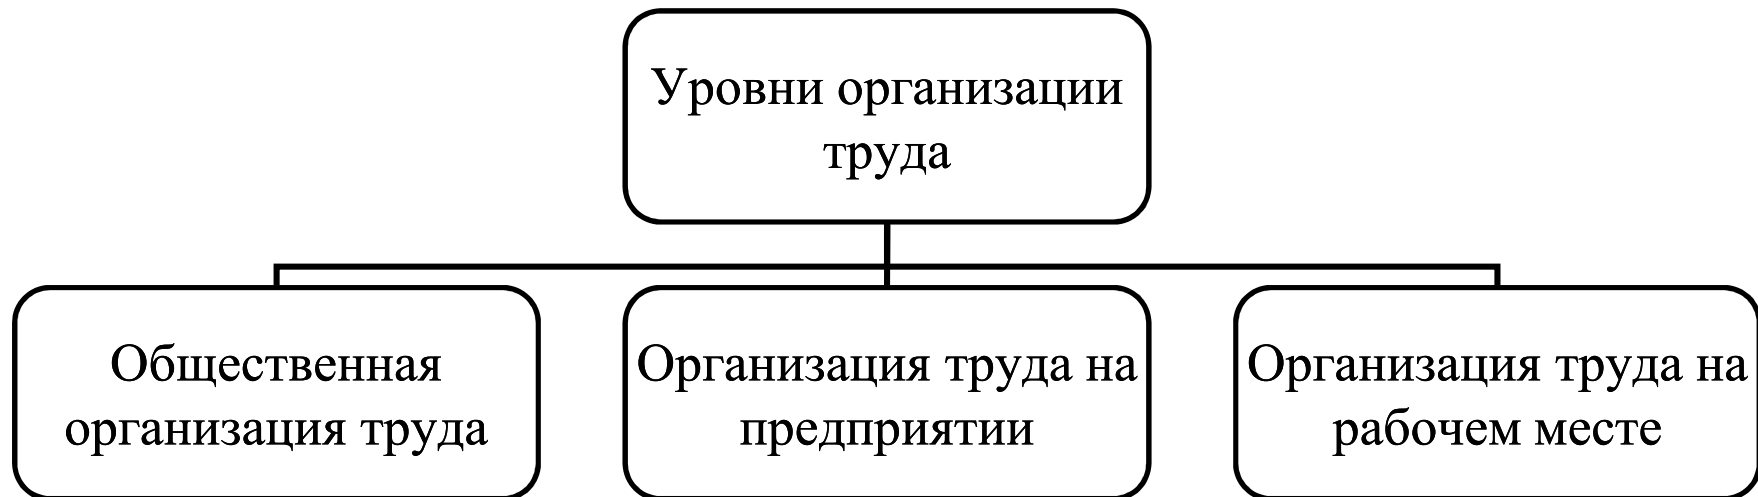 Уровни организации
труда
Общественная
организация труда
Организация труда на
предприятии
Организация труда на
рабочем месте